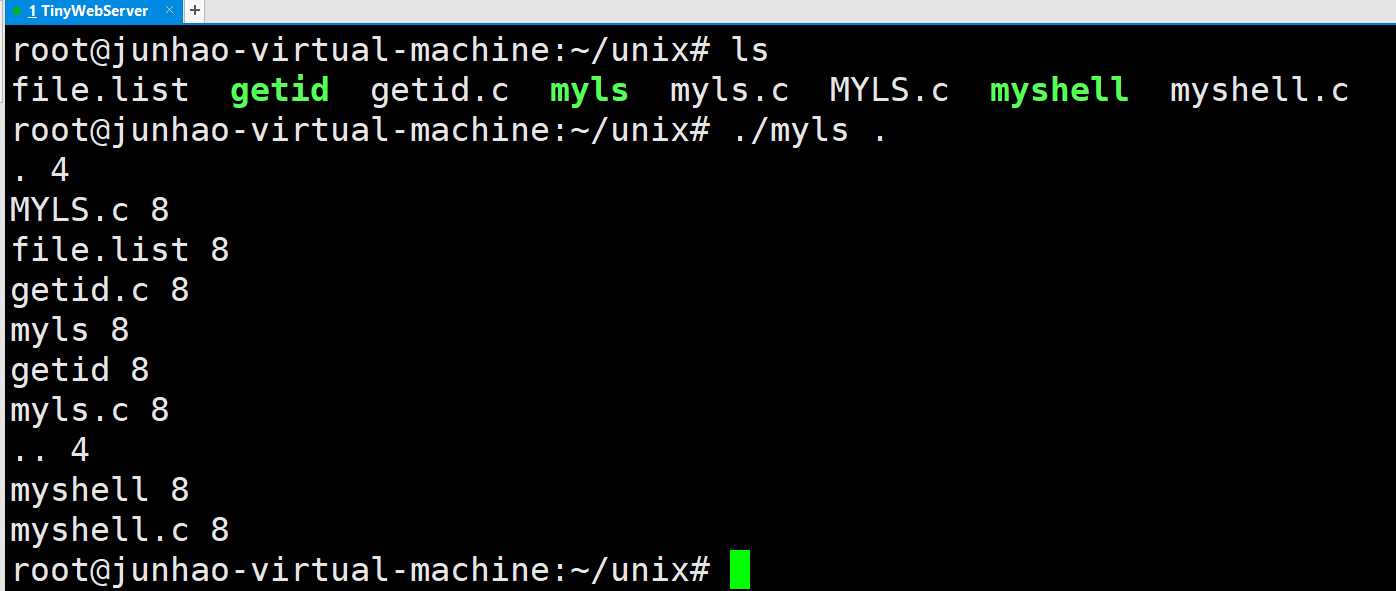 1 TinyWebServer × +
root@junhao-virtual-machine:~/unix# ls
file.list  getid  getid.c  myls  myls.c  MYLS.c  myshell  myshell.c
root@junhao-virtual-machine:~/unix# ./myls .
. 4
MYLS.c 8
file.list 8
getid.c 8
myls 8
getid 8
myls.c 8
.. 4
myshell 8
myshell.c 8
root@junhao-virtual-machine:~/unix#